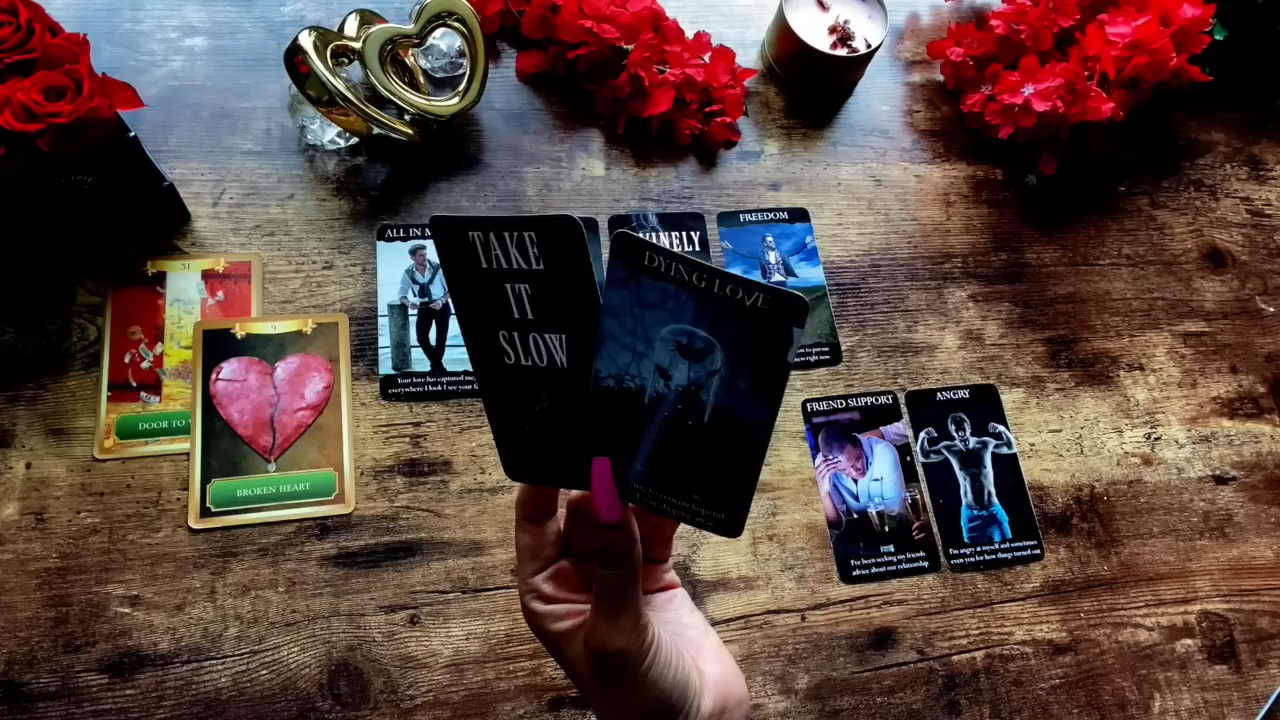 31
DOOR TO
9
BROKEN HEART
ALL IN
Your love has captured me,
everywhere I look I see your
TAKE
IT
SLOW
DYING LOVE
FREEDOM
right now
FRIEND SUPPORT
I've been seeking my friends
advice about our relationship
ANGRY
I'm angry at myself and sometimes
even you for how things turned out